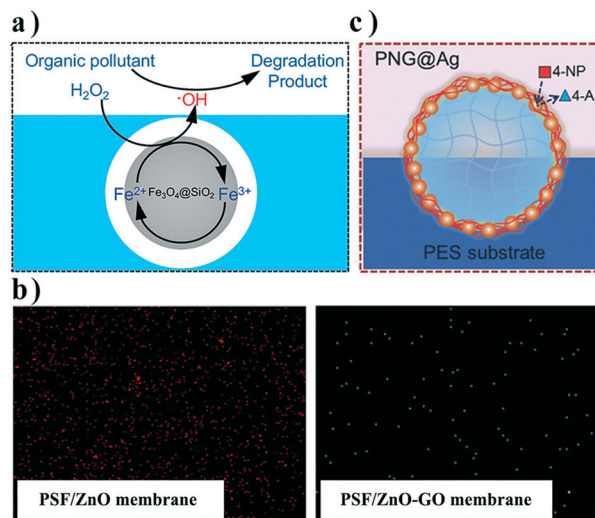 a)
Organic pollutant
Degradation
Product
H₂O₂
·OH
Fe²⁺
Fe₃O₄@SiO₂
Fe³⁺
c)
PNG@Ag
4-NP
4-A
PES substrate
b)
PSF/ZnO membrane
PSF/ZnO-GO membrane